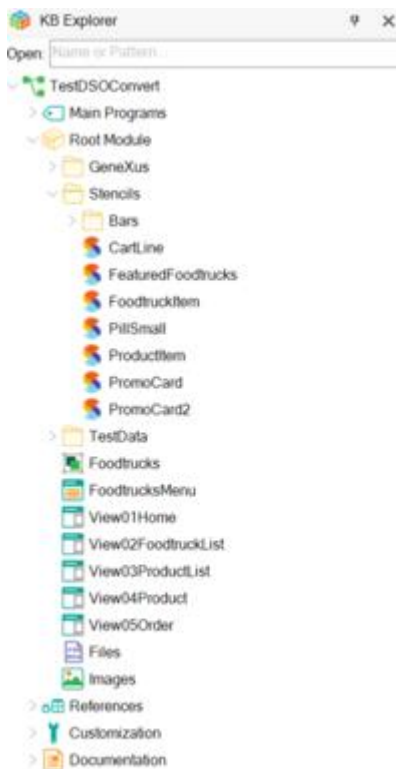 KB Explorer
Open: Name or Pattern
TestDSOConvert
Main Programs
Root Module
GeneXus
Stencils
Bars
CartLine
FeaturedFoodtrucks
FoodtruckItem
PillSmall
ProductItem
PromoCard
PromoCard2
TestData
Foodtrucks
FoodtrucksMenu
View01Home
View02FoodtruckList
View03ProductList
View04Product
View05Order
Files
Images
References
Customization
Documentation